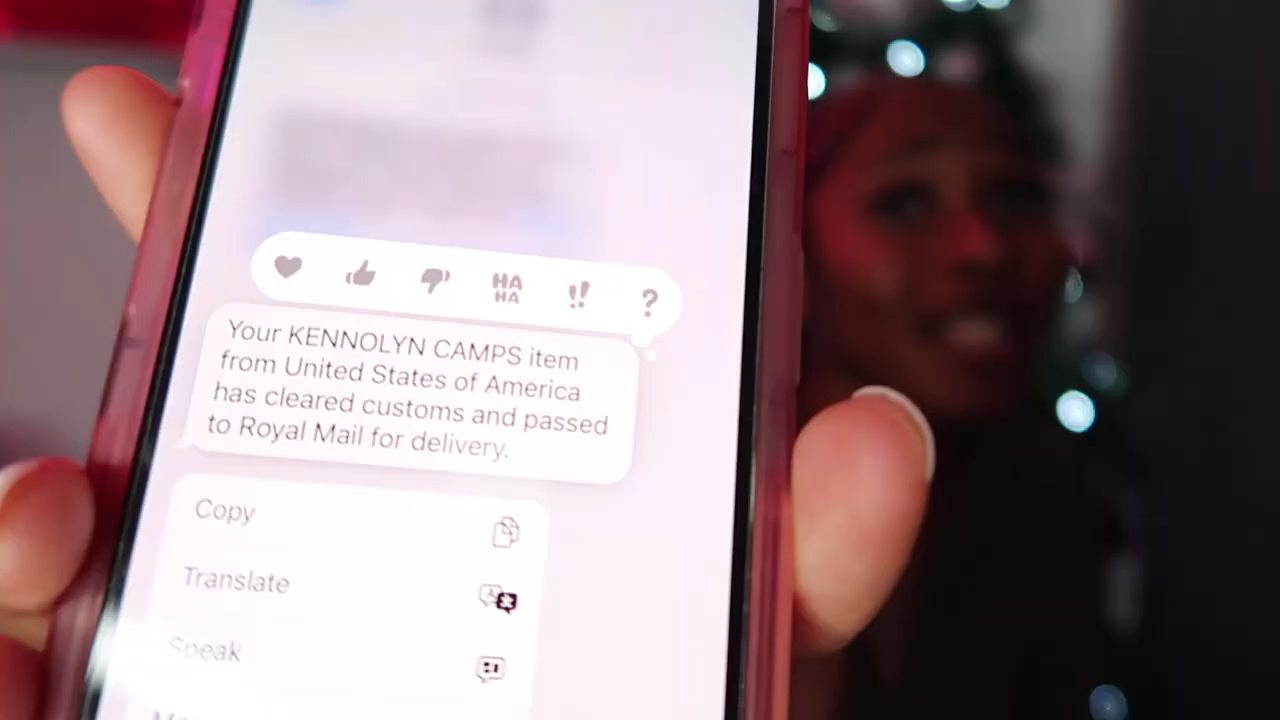 HA
HA
Your KENNOLYN CAMPS item
from United States of America
has cleared customs and passed
to Royal Mail for delivery.
Copy
Translate
Speak